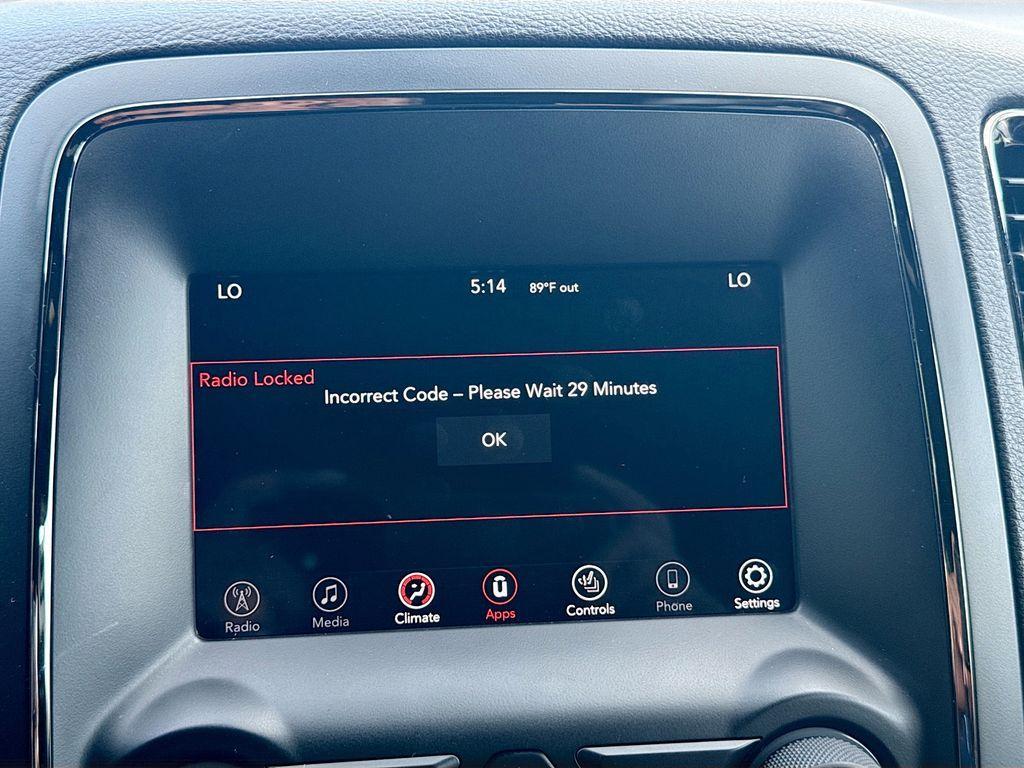 LO 5:14 89°F out LO
Radio Locked
Incorrect Code – Please Wait 29 Minutes
OK
Radio Media Climate Apps Controls Phone Settings